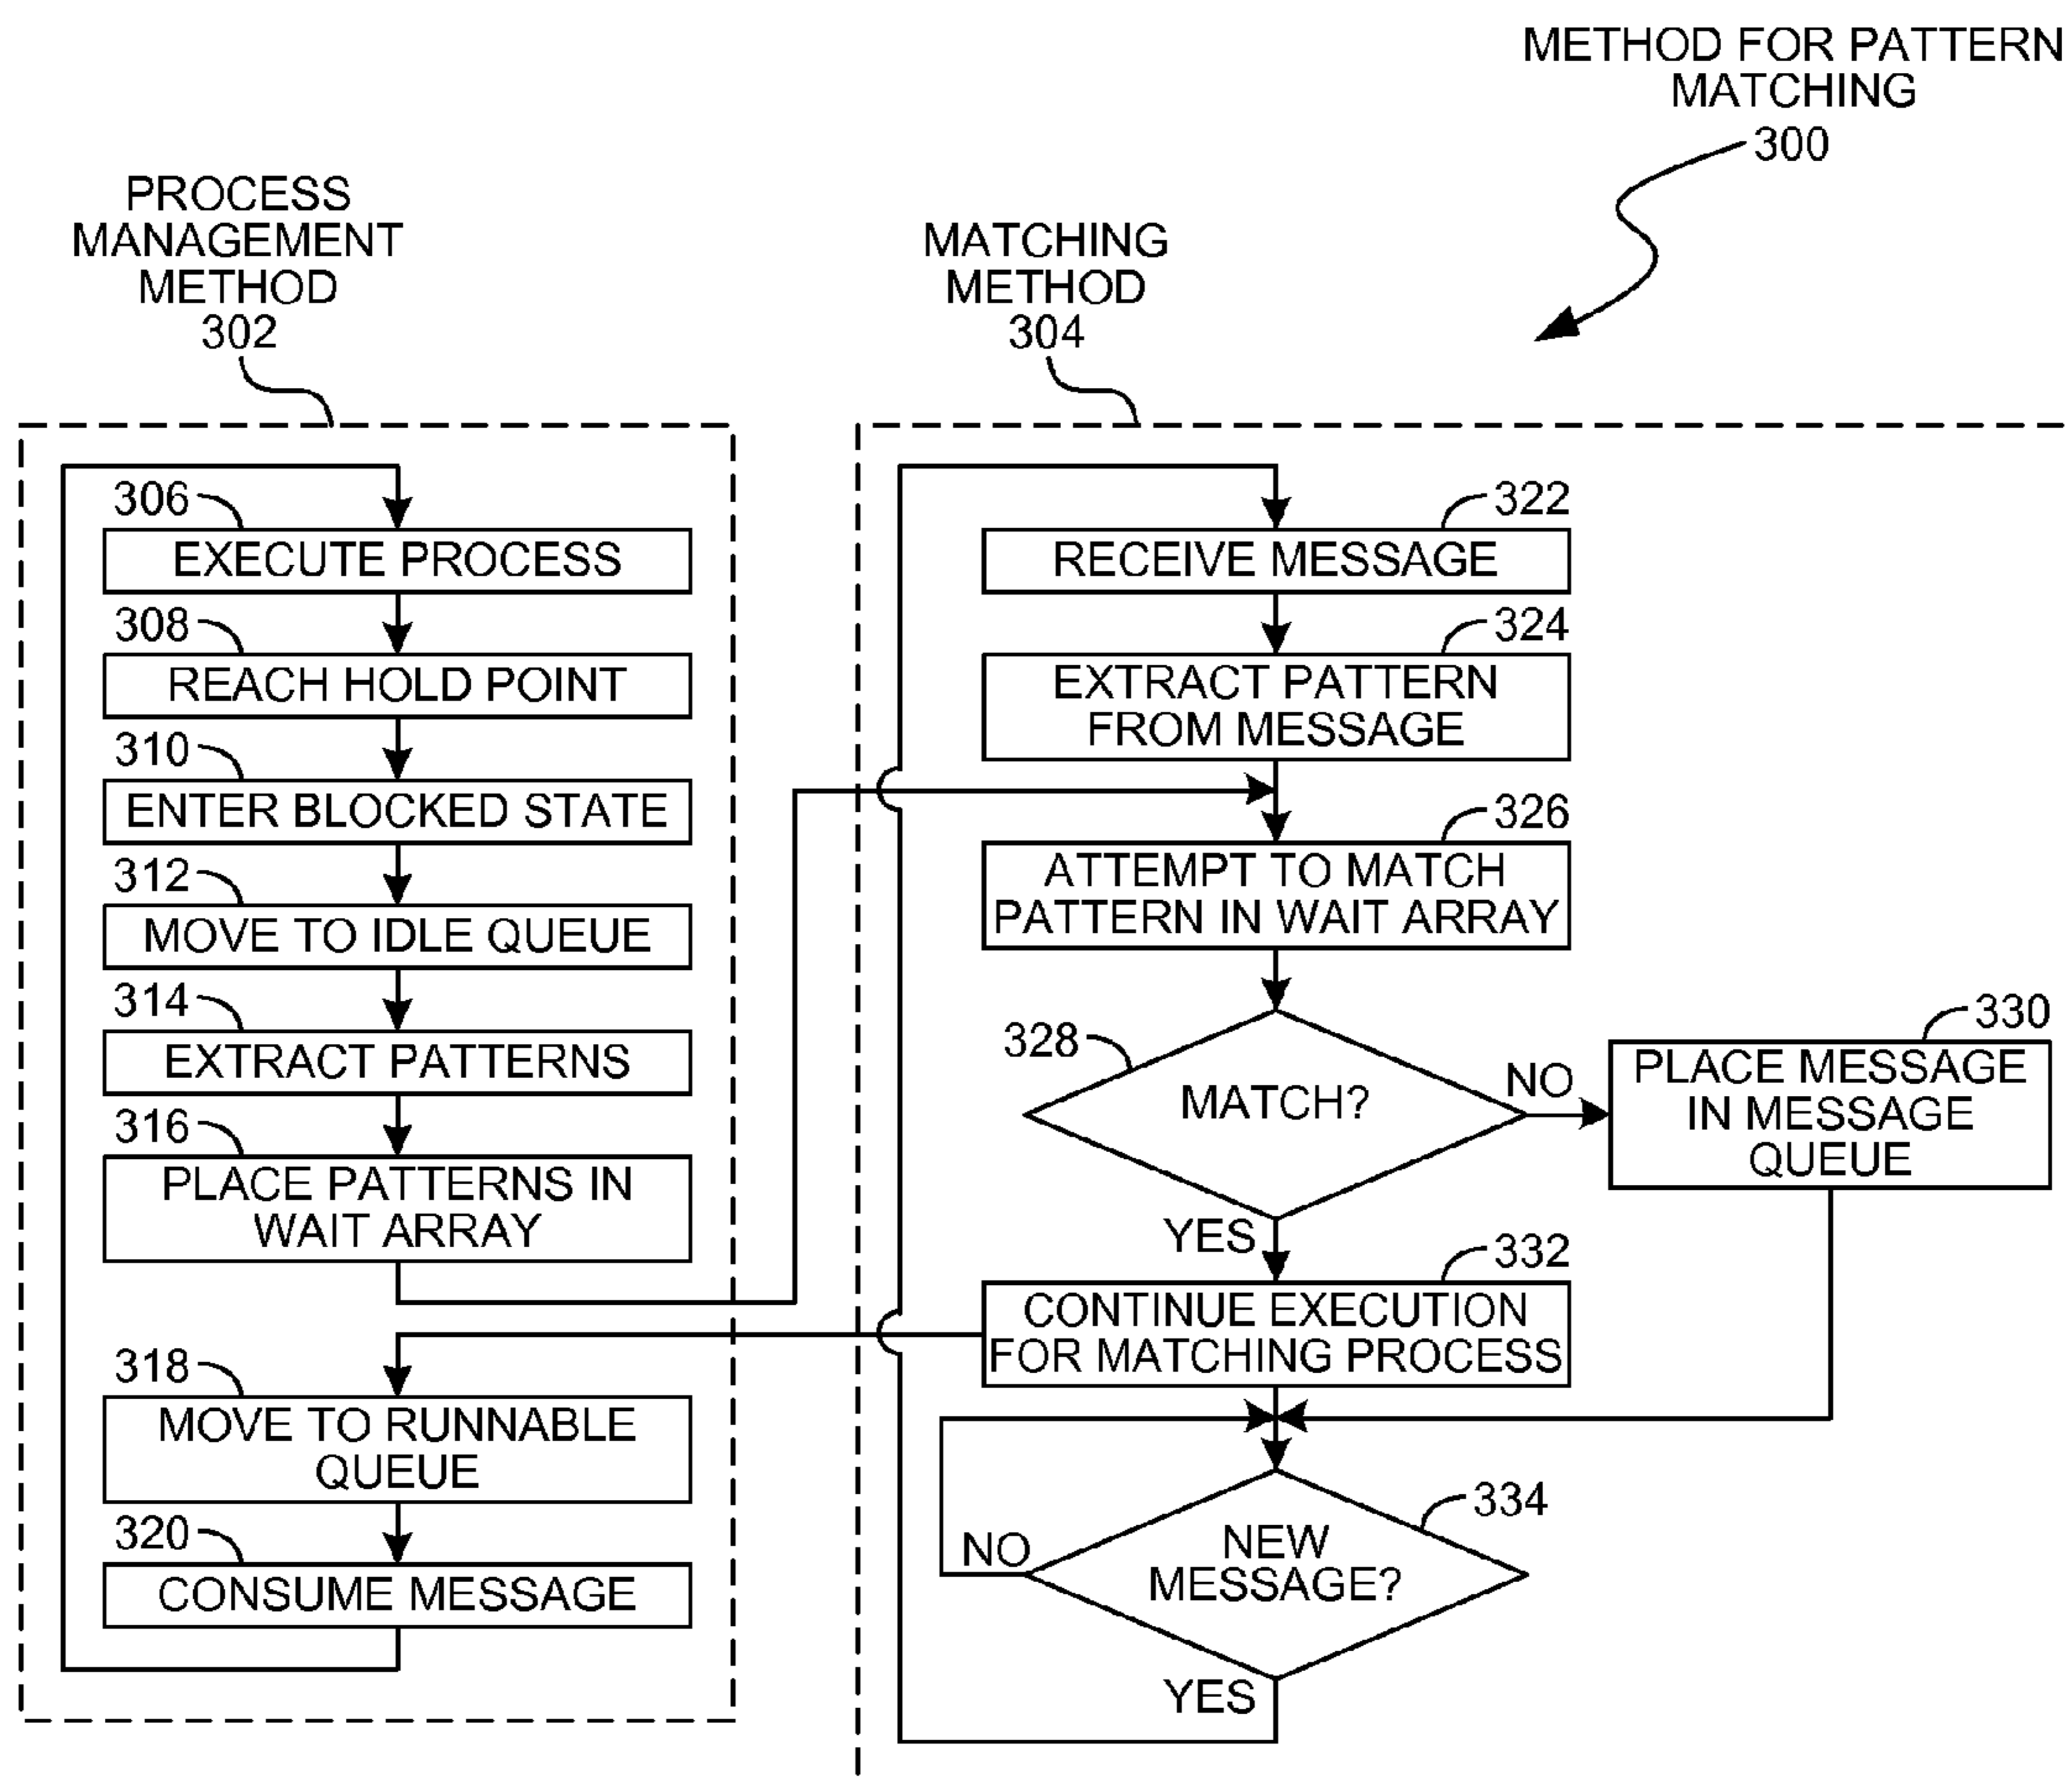 METHOD FOR PATTERN
MATCHING
300
PROCESS
MANAGEMENT
METHOD
302
MATCHING
METHOD
304
306
EXECUTE PROCESS
308
REACH HOLD POINT
310
ENTER BLOCKED STATE
312
MOVE TO IDLE QUEUE
314
EXTRACT PATTERNS
316
PLACE PATTERNS IN
WAIT ARRAY
318
MOVE TO RUNNABLE
QUEUE
320
CONSUME MESSAGE
322
RECEIVE MESSAGE
324
EXTRACT PATTERN
FROM MESSAGE
326
ATTEMPT TO MATCH
PATTERN IN WAIT ARRAY
328
MATCH?
NO
330
PLACE MESSAGE
IN MESSAGE
QUEUE
YES
332
CONTINUE EXECUTION
FOR MATCHING PROCESS
334
NEW
MESSAGE?
NO
YES